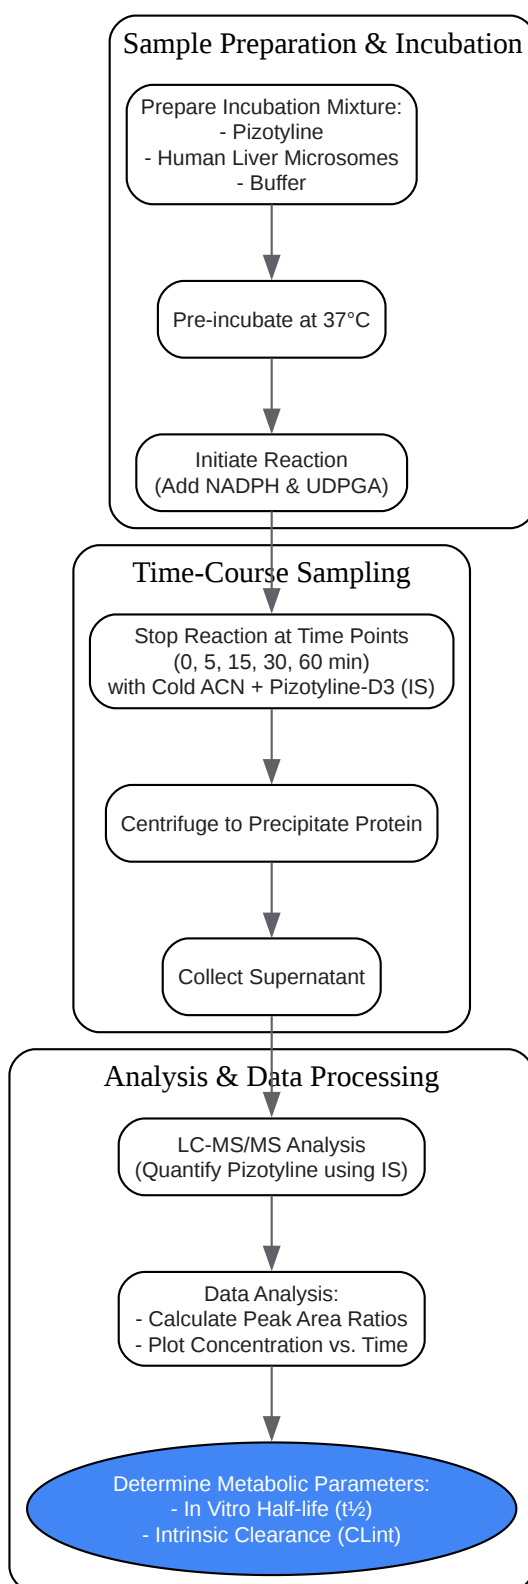 Sample Preparation & Incubation
Prepare Incubation Mixture:
- Pizotyline
- Human Liver Microsomes
- Buffer
Pre-incubate at 37°C
Initiate Reaction
(Add NADPH & UDPGA)
Time-Course Sampling
Stop Reaction at Time Points
(0, 5, 15, 30, 60 min)
with Cold ACN + Pizotyline-D3 (IS)
Centrifuge to Precipitate Protein
Collect Supernatant
Analysis & Data Processing
LC-MS/MS Analysis
(Quantify Pizotyline using IS)
Data Analysis:
- Calculate Peak Area Ratios
- Plot Concentration vs. Time
Determine Metabolic Parameters:
- In Vitro Half-life (t½)
- Intrinsic Clearance (CLint)